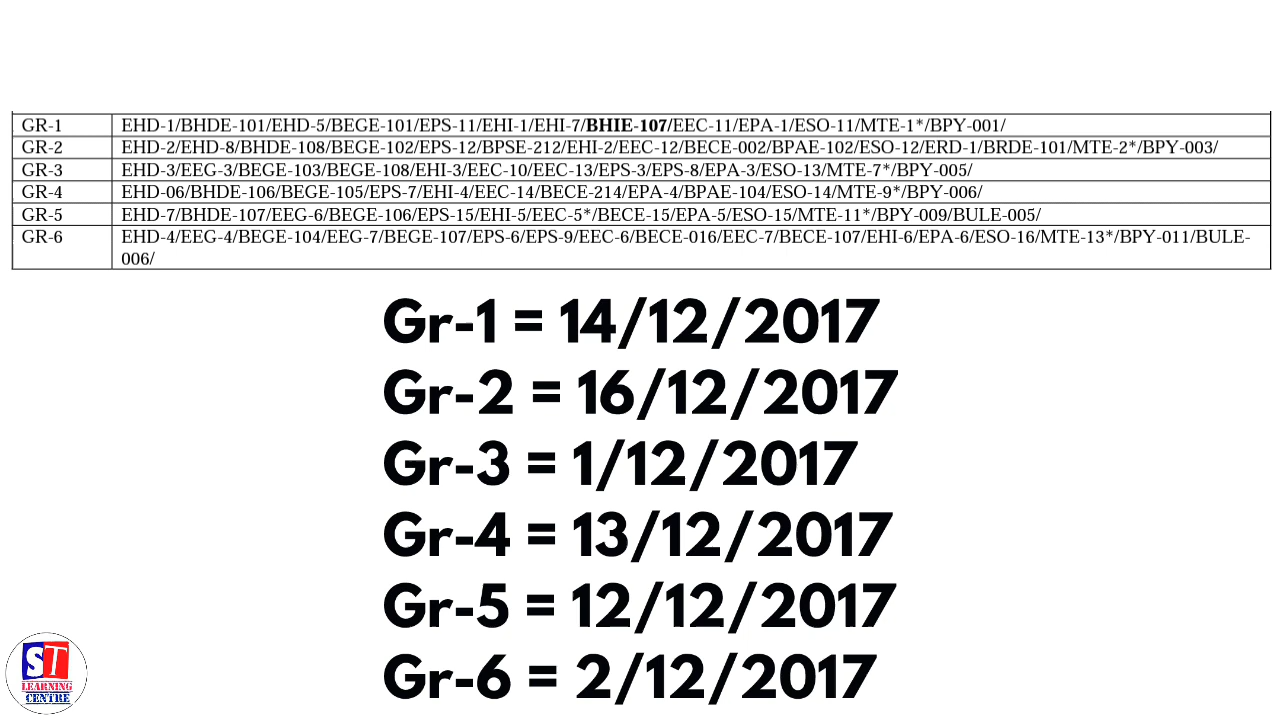 GR-1 EHD-1/BHDE-101/EHD-5/BEGE-101/EPS-11/EHI-1/EHI-7/BHIE-107/EEC-11/EPA-1/ESO-11/MTE-1*/BPY-001/
GR-2 EHD-2/EHD-8/BHDE-108/BEGE-102/EPS-12/BPSE-212/EHI-2/EEC-12/BECE-002/BPAE-102/ESO-12/ERD-1/BRDE-101/MTE-2*/BPY-003/
GR-3 EHD-3/EEG-3/BEGE-103/BEGE-108/EHI-3/EEC-10/EEC-13/EPS-3/EPS-8/EPA-3/ESO-13/MTE-7*/BPY-005/
GR-4 EHD-06/BHDE-106/BEGE-105/EPS-7/EHI-4/EEC-14/BECE-214/EPA-4/BPAE-104/ESO-14/MTE-9*/BPY-006/
GR-5 EHD-7/BHDE-107/EEG-6/BEGE-106/EPS-15/EHI-5/EEC-5*/BECE-15/EPA-5/ESO-15/MTE-11*/BPY-009/BULE-005/
GR-6 EHD-4/EEG-4/BEGE-104/EEG-7/BEGE-107/EPS-6/EPS-9/EEC-6/BECE-016/EEC-7/BECE-107/EHI-6/EPA-6/ESO-16/MTE-13*/BPY-011/BULE-
006/
Gr-1 = 14/12/2017
Gr-2 = 16/12/2017
Gr-3 = 1/12/2017
Gr-4 = 13/12/2017
Gr-5 = 12/12/2017
Gr-6 = 2/12/2017
ST
LEARNING
CENTRE